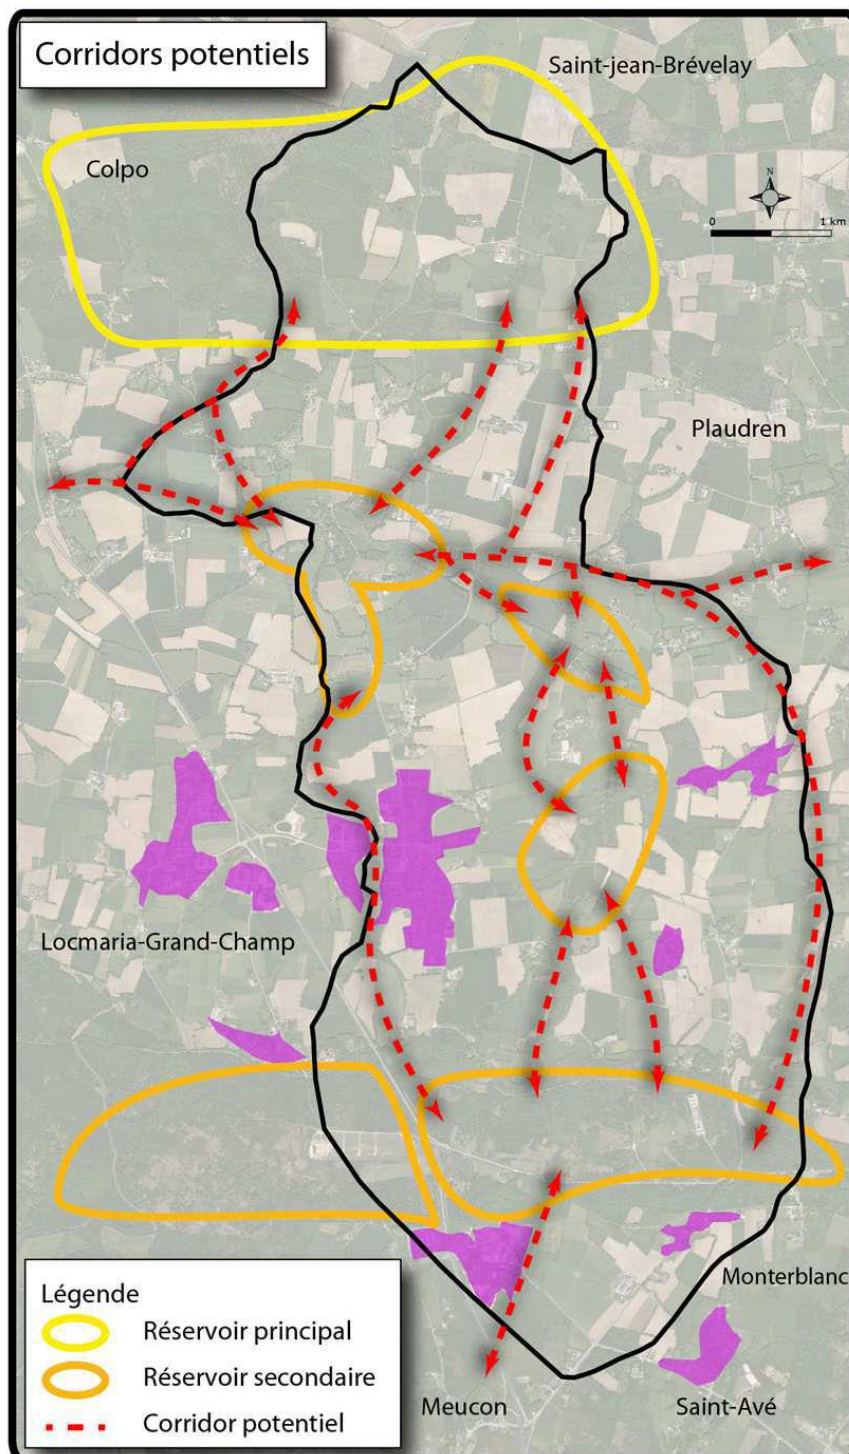 Corridors potentiels
Saint-jean-Brévelay
Colpo
N
0 1 km
Plaudren
Locmaria-Grand-Champ
Monterblanc
Légende
Réservoir principal
Réservoir secondaire
Corridor potentiel
Meucon
Saint-Avé